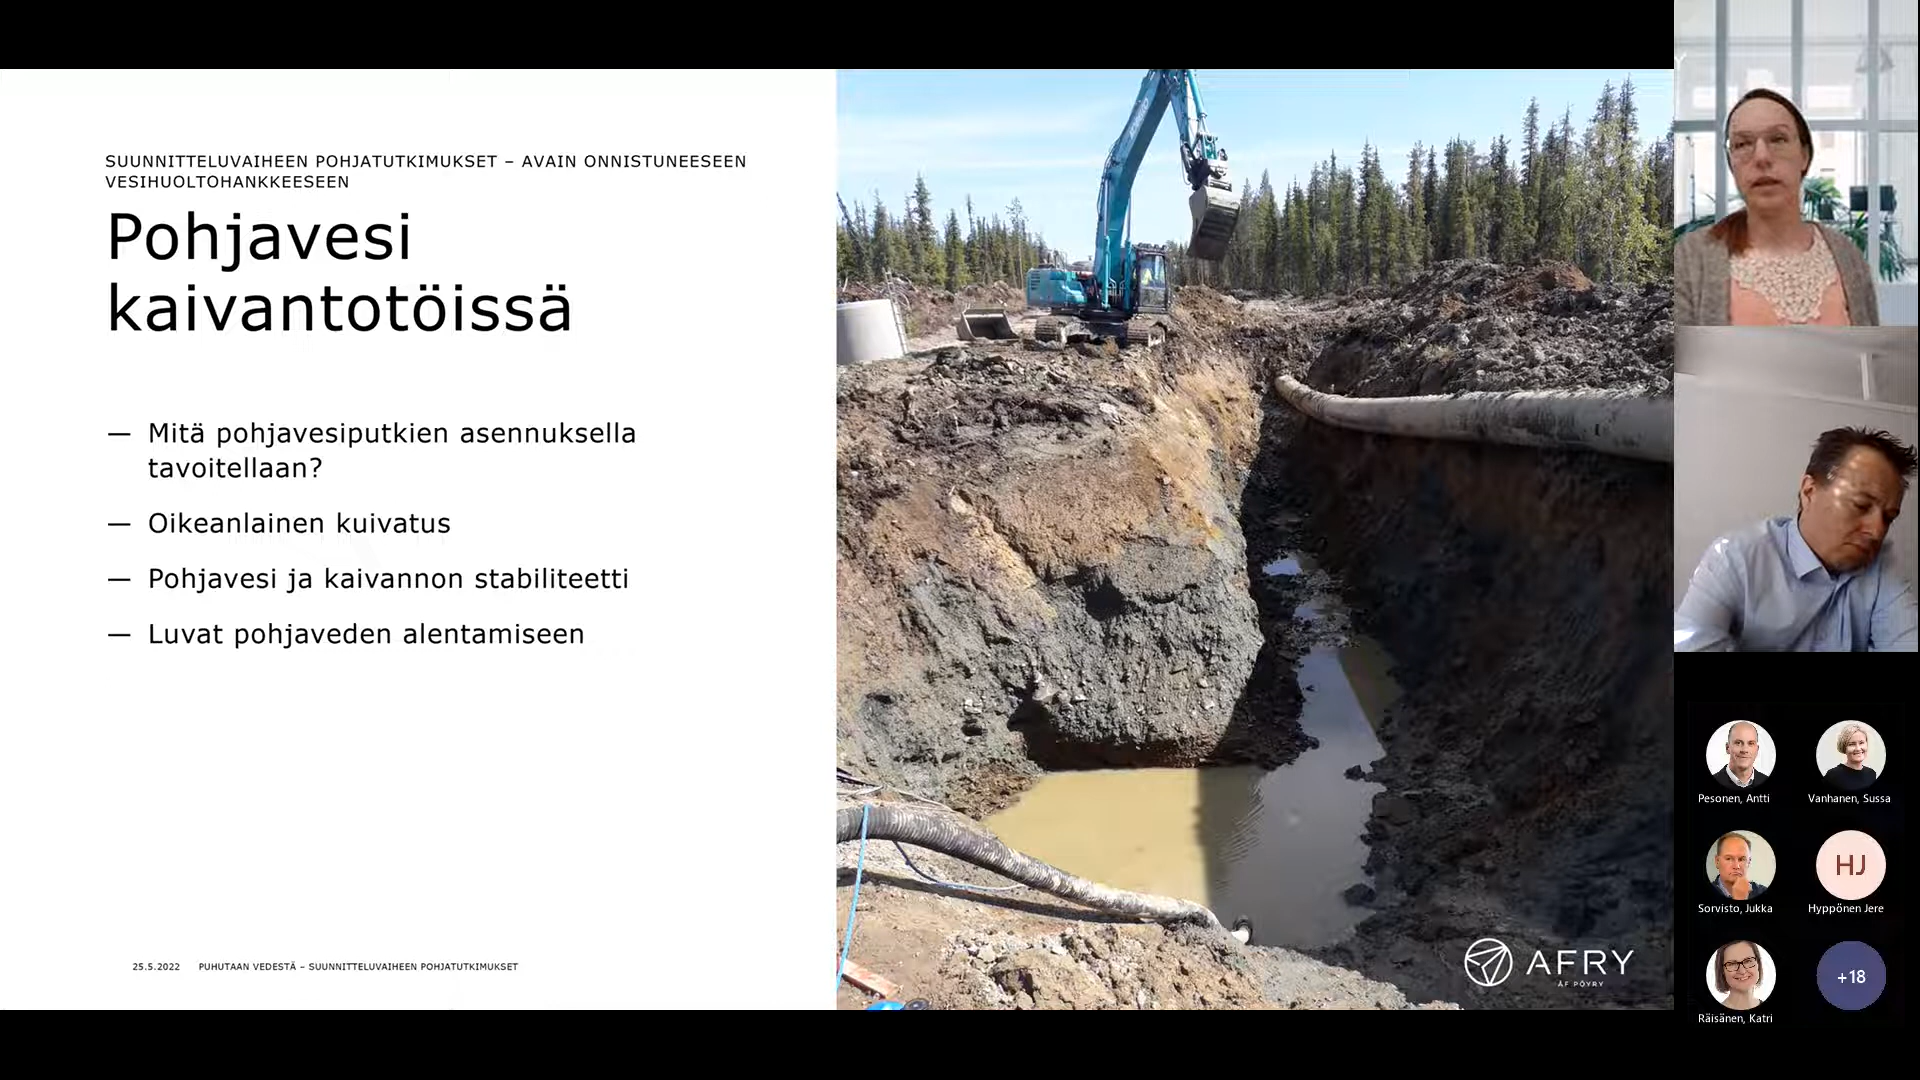 SUUNNITTELUVAIHEEN POHJATUTKIMUKSET – AVAIN ONNISTUNEESEEN
VESIHUOLTOHANKKEESEEN
Pohjavesi
kaivantotöissä
— Mitä pohjavesiputkien asennuksella
tavoitellaan?
— Oikeanlainen kuivatus
— Pohjavesi ja kaivannon stabiliteetti
— Luvat pohjaveden alentamiseen
25.5.2022 PUHUTAAN VEDESTÄ – SUUNNITTELUVAIHEEN POHJATUTKIMUKSET
AFRY
ÅF PÖYRY
Pesonen, Antti
Vanhanen, Sussa
Sorvisto, Jukka
HJ
Hyppönen Jere
Räisänen, Katri
+18